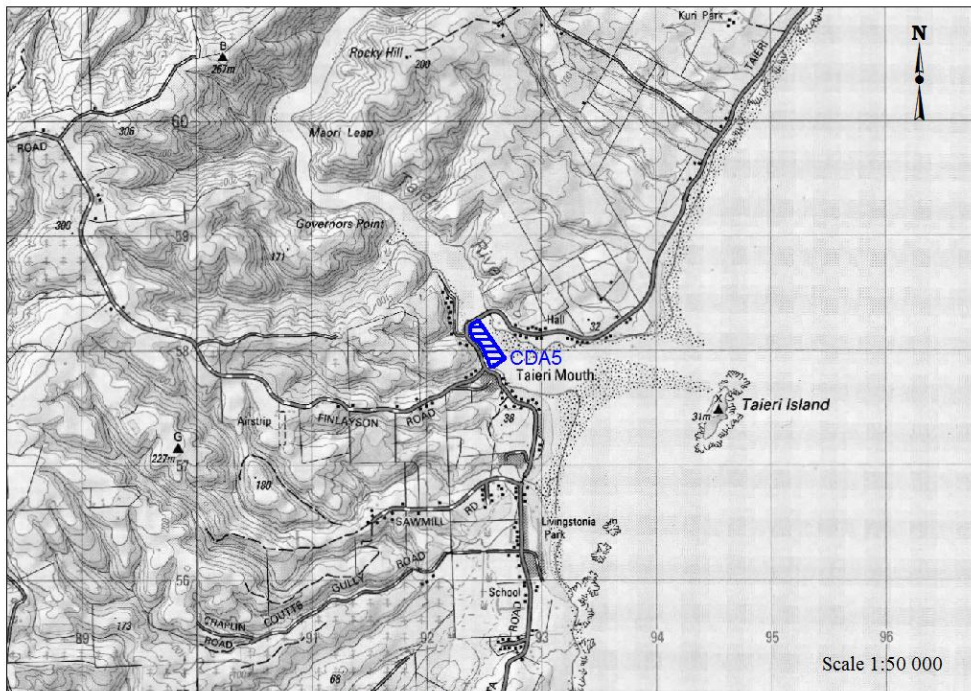 Kuri Park
N
B
267m
Rocky Hill
200
TAIERI
306
60
Maori Leap
ROAD
Taieri
Governors Point
300
59
171
River
Hall
32
58
CDA5
Taieri Mouth
X
31m
Taieri Island
Airstrip
FINLAYSON ROAD
38
G
227m
57
180
SAWMILL RD
Livingstonia
Park
56
COUTTS GULLY ROAD
School
CHAPLIN
ROAD
173
89
91
92
93
94
95
96
ROAD
68
Scale 1:50 000